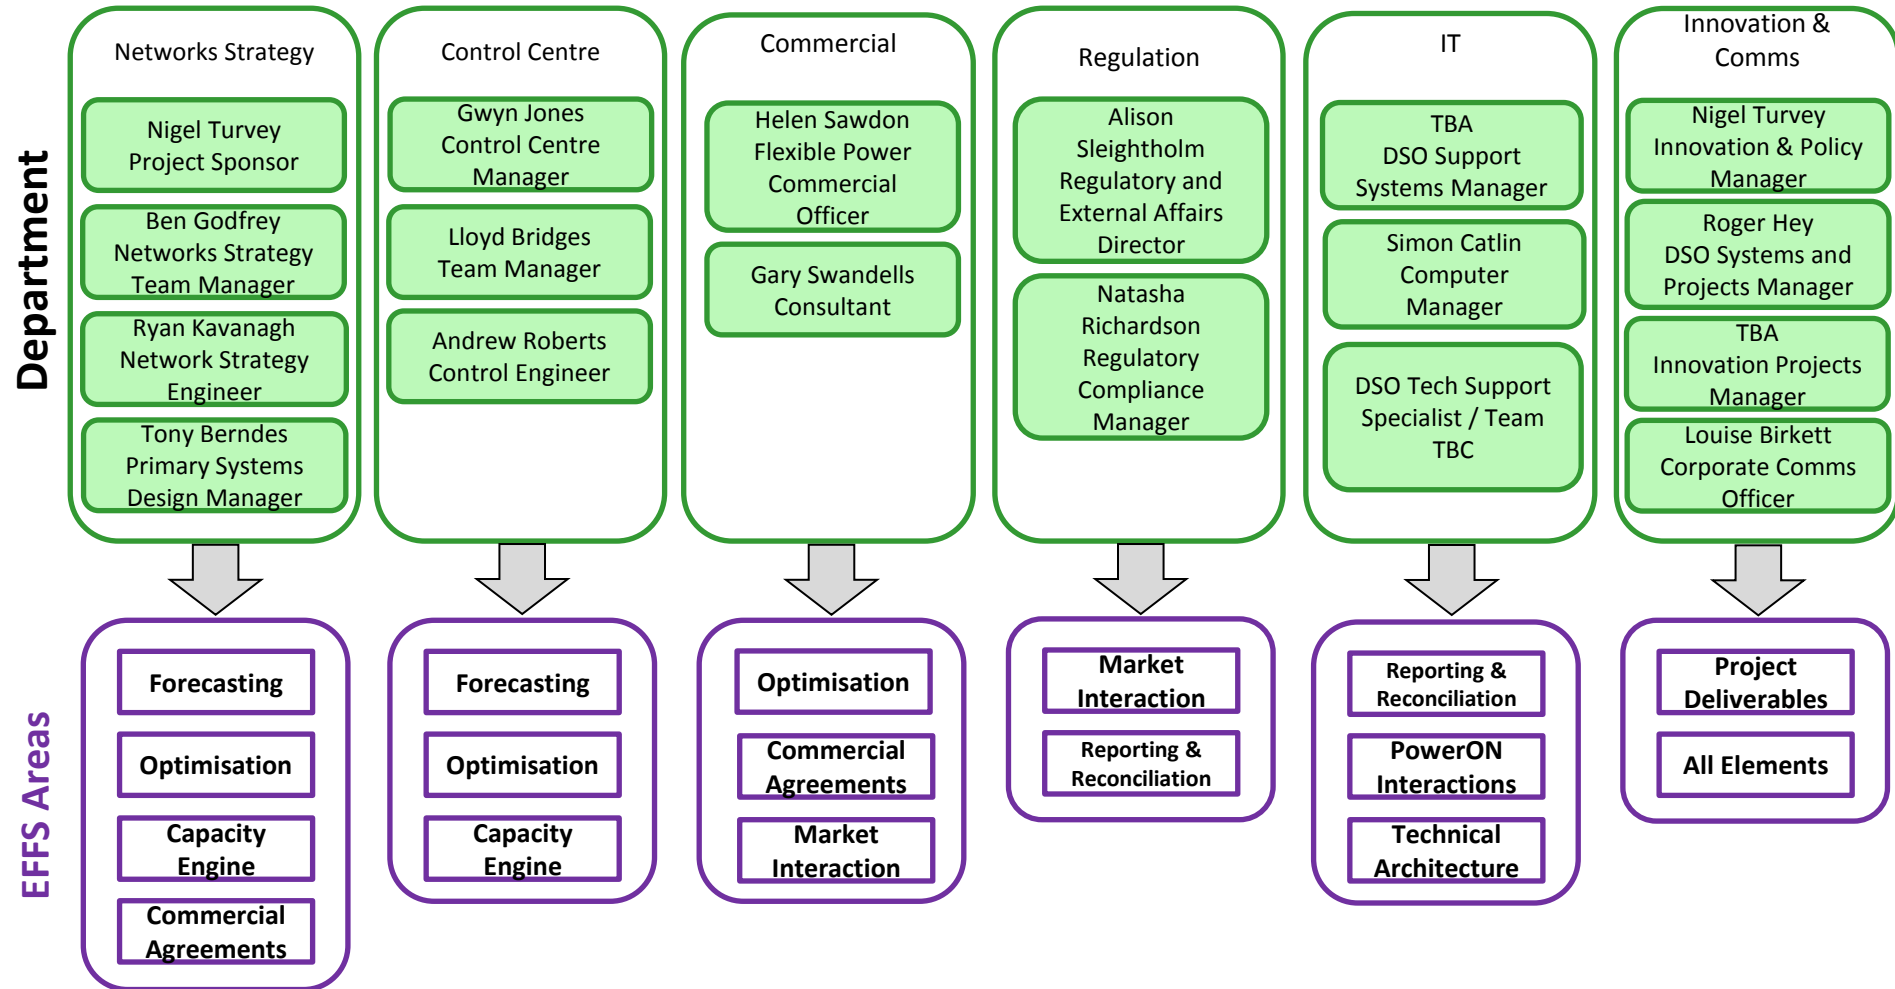 Department
Networks Strategy
Nigel Turvey
Project Sponsor
Ben Godfrey
Networks Strategy
Team Manager
Ryan Kavanagh
Network Strategy
Engineer
Tony Berndes
Primary Systems
Design Manager
Control Centre
Gwyn Jones
Control Centre
Manager
Lloyd Bridges
Team Manager
Andrew Roberts
Control Engineer
Commercial
Helen Sawdon
Flexible Power
Commercial
Officer
Gary Swandells
Consultant
Regulation
Alison
Sleightholm
Regulatory and
External Affairs
Director
Natasha
Richardson
Regulatory
Compliance
Manager
IT
TBA
DSO Support
Systems Manager
Simon Catlin
Computer
Manager
DSO Tech Support
Specialist / Team
TBC
Innovation &
Comms
Nigel Turvey
Innovation & Policy
Manager
Roger Hey
DSO Systems and
Projects Manager
TBA
Innovation Projects
Manager
Louise Birkett
Corporate Comms
Officer
EFFS Areas
Forecasting
Optimisation
Capacity
Engine
Commercial
Agreements
Forecasting
Optimisation
Capacity
Engine
Optimisation
Commercial
Agreements
Market
Interaction
Market
Interaction
Reporting &
Reconciliation
Reporting &
Reconciliation
PowerON
Interactions
Technical
Architecture
Project
Deliverables
All Elements